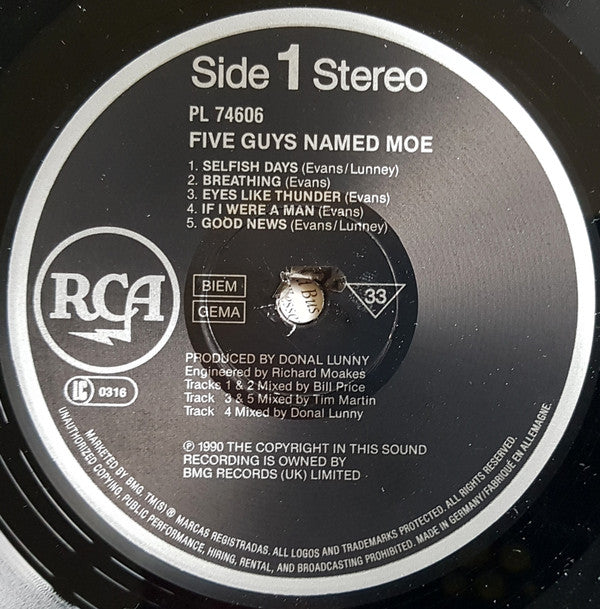 Side 1 Stereo
PL 74606
FIVE GUYS NAMED MOE
1. SELFISH DAYS (Evans/Lunney)
2. BREATHING (Evans)
3. EYES LIKE THUNDER (Evans)
4. IF I WERE A MAN (Evans)
5. GOOD NEWS (Evans/Lunney)
RCA
BIEM
GEMA
33
PRODUCED BY DONAL LUNNY
Engineered by Richard Moakes
Tracks 1 & 2 Mixed by Bill Price
Track 3 & 5 Mixed by Tim Martin
Track 4 Mixed by Donal Lunny
LC 0316
℗ 1990 THE COPYRIGHT IN THIS SOUND
RECORDING IS OWNED BY
BMG RECORDS (UK) LIMITED
MARKETED BY BMG. TM(S) ® MARCAS REGISTRADAS. ALL LOGOS AND TRADEMARKS PROTECTED. ALL RIGHTS RESERVED.
UNAUTHORIZED COPYING, PUBLIC PERFORMANCE, HIRING, RENTAL, AND BROADCASTING PROHIBITED. MADE IN GERMANY/FABRIQUÉ EN ALLEMAGNE.